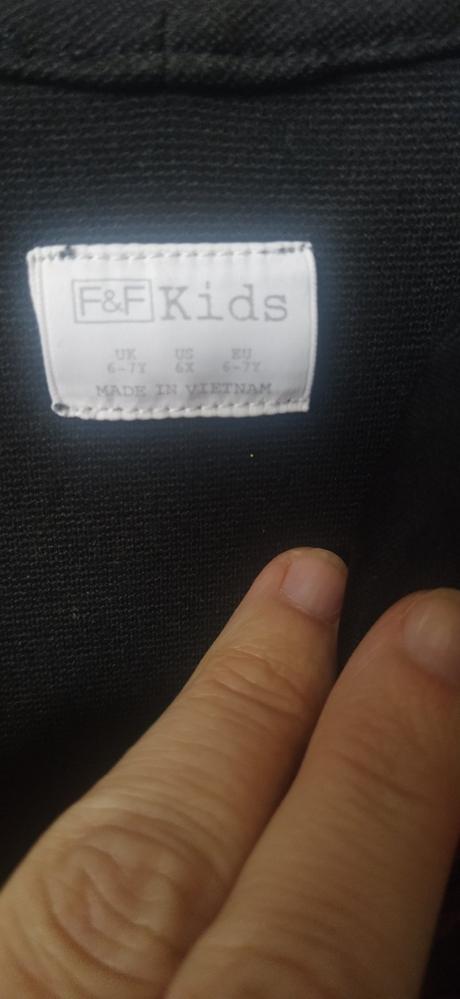 F&F Kids
UK US EU
6-7Y 6X 6-7Y
MADE IN VIETNAM